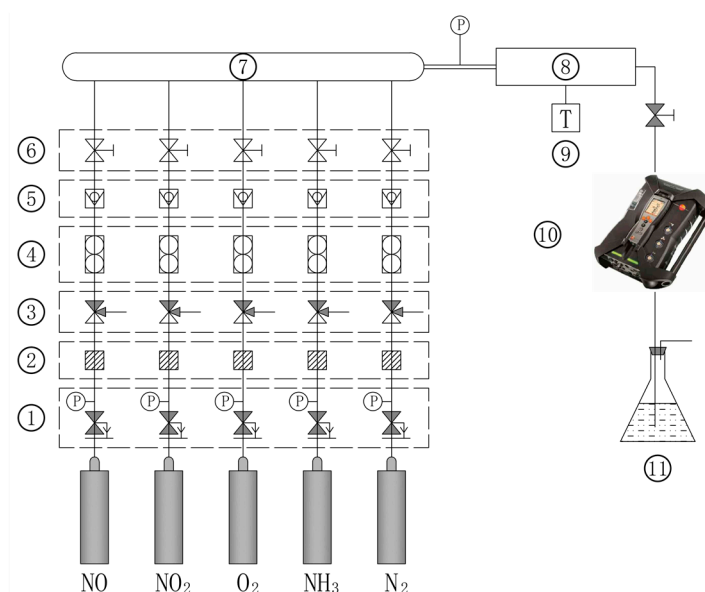 P
⑦
⑧
T
⑨
⑥
⑤
④
⑩
③
②
①
P P P P P
⑪
NO NO₂ O₂ NH₃ N₂